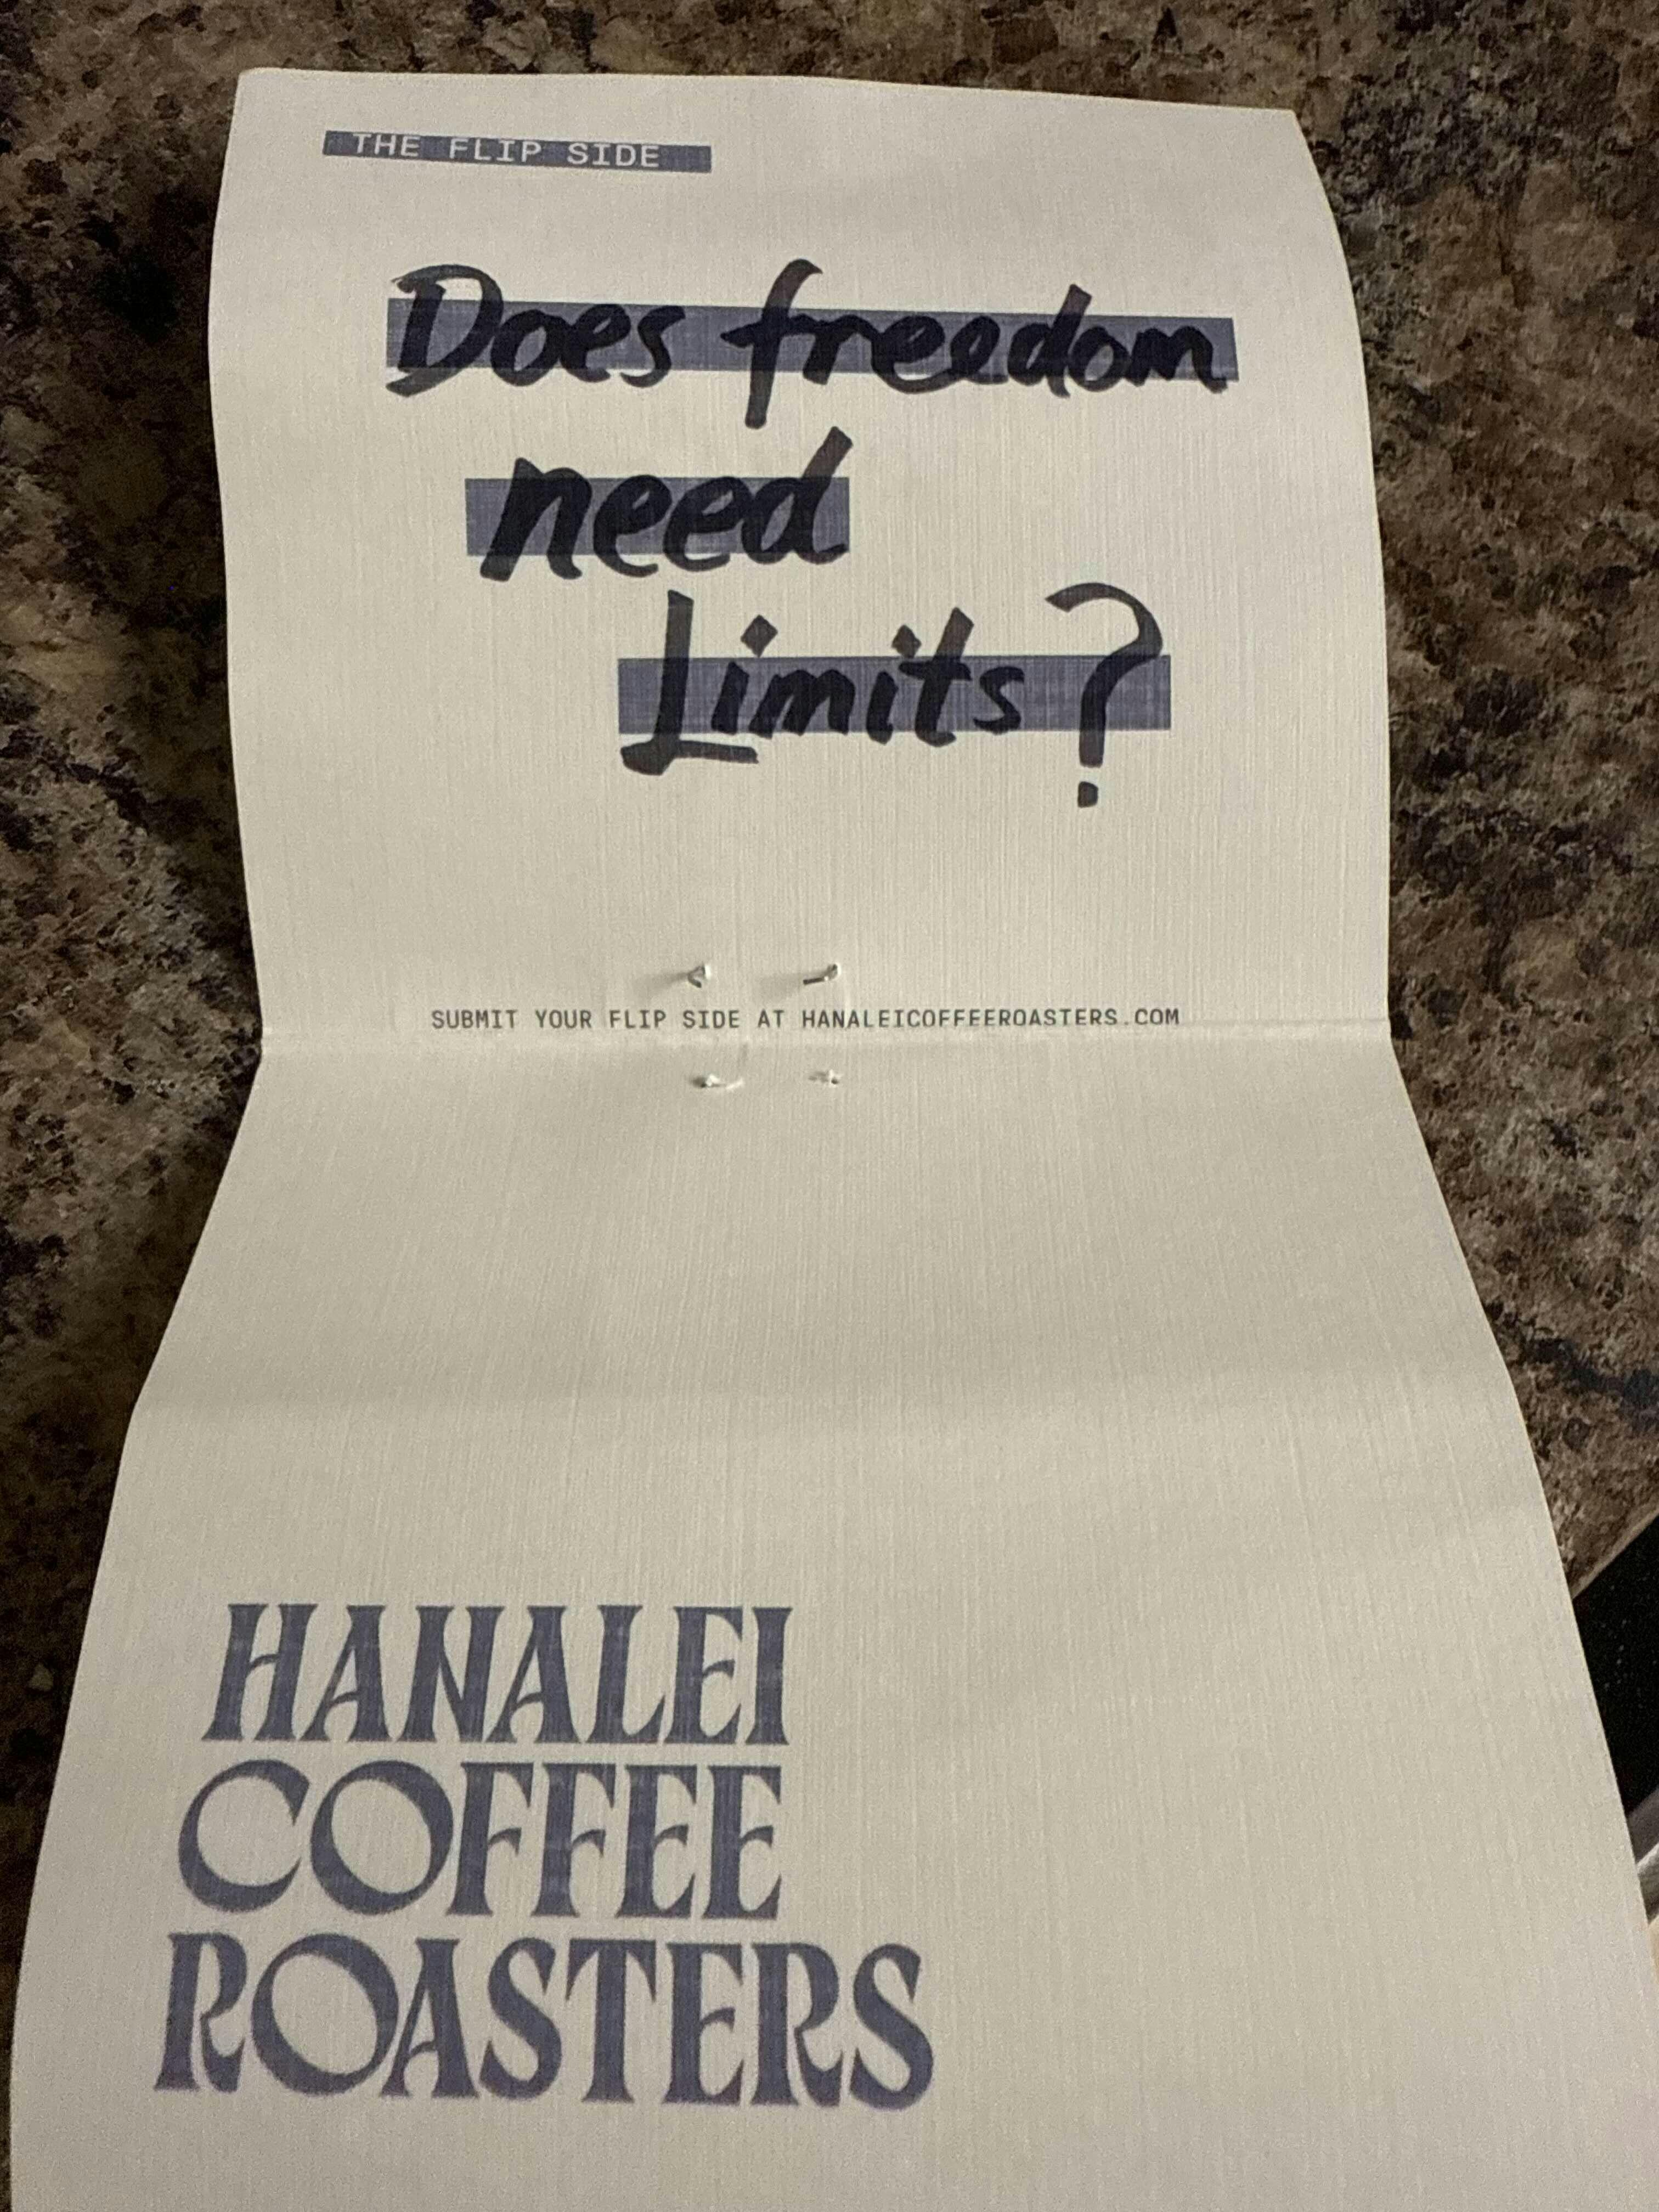 THE FLIP SIDE
Does freedom
need
Limits?
SUBMIT YOUR FLIP SIDE AT HANALEICOFFEEROASTERS.COM
HANALEI
COFFEE
ROASTERS